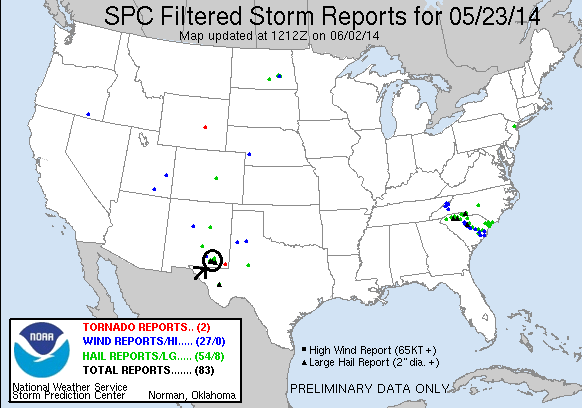 SPC Filtered Storm Reports for 05/23/14
Map updated at 1212Z on 06/02/14
NOAA
TORNADO REPORTS.. (2)
WIND REPORTS/HI..... (27/0)
HAIL REPORTS/LG..... (54/8)
TOTAL REPORTS....... (83)
National Weather Service
Storm Prediction Center Norman, Oklahoma
High Wind Report (65KT +)
Large Hail Report (2" dia. +)
PRELIMINARY DATA ONLY